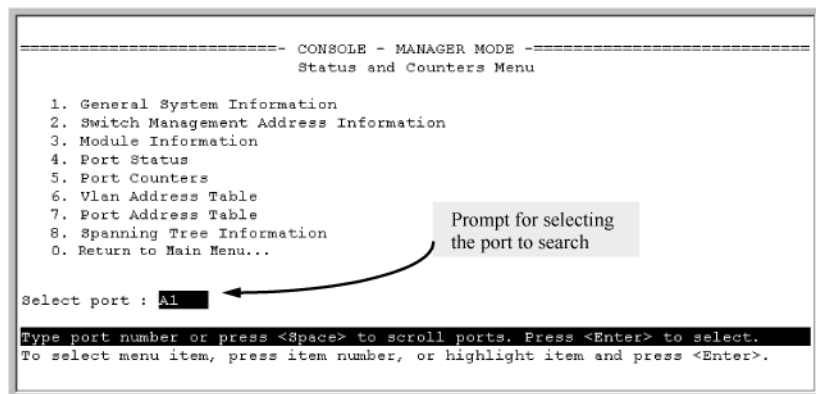 ==========================- CONSOLE - MANAGER MODE -============================
Status and Counters Menu
1. General System Information
2. Switch Management Address Information
3. Module Information
4. Port Status
5. Port Counters
6. Vlan Address Table
7. Port Address Table
8. Spanning Tree Information
0. Return to Main Menu...
Prompt for selecting
the port to search
Select port : A1
Type port number or press <Space> to scroll ports. Press <Enter> to select.
To select menu item, press item number, or highlight item and press <Enter>.